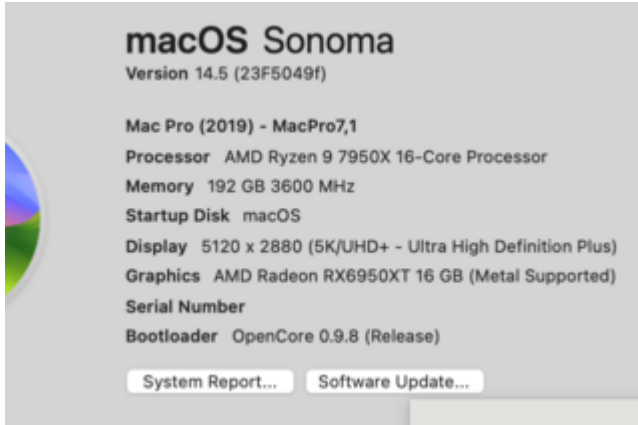 macOS Sonoma
Version 14.5 (23F5049f)
Mac Pro (2019) - MacPro7,1
Processor AMD Ryzen 9 7950X 16-Core Processor
Memory 192 GB 3600 MHz
Startup Disk macOS
Display 5120 x 2880 (5K/UHD+ - Ultra High Definition Plus)
Graphics AMD Radeon RX6950XT 16 GB (Metal Supported)
Serial Number
Bootloader OpenCore 0.9.8 (Release)
System Report... Software Update...